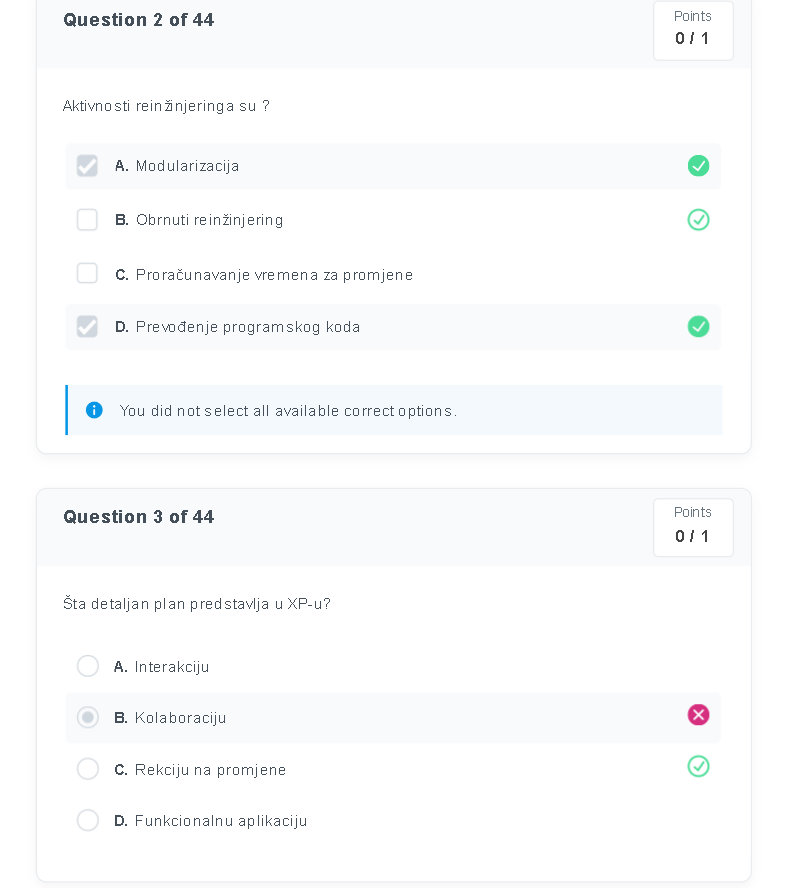 Question 2 of 44
Points
0 / 1
Aktivnosti reinžinjeringa su ?
A. Modularizacija
B. Obrnuti reinžinjering
C. Proračunavanje vremena za promjene
D. Prevođenje programskog koda
You did not select all available correct options.
Question 3 of 44
Points
0 / 1
Šta detaljan plan predstavlja u XP-u?
A. Interakciju
B. Kolaboraciju
C. Rekciju na promjene
D. Funkcionalnu aplikaciju